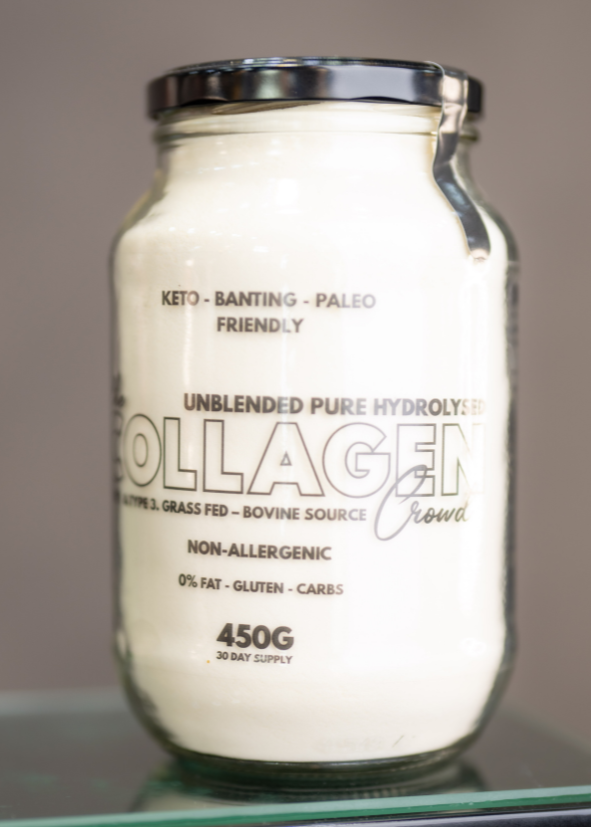 KETO - BANTING - PALEO
FRIENDLY
UNBLENDED PURE HYDROLYSED
OLLAGEN
TYPE 3. GRASS FED – BOVINE SOURCE
Crowd
NON-ALLERGENIC
0% FAT - GLUTEN - CARBS
450G
30 DAY SUPPLY